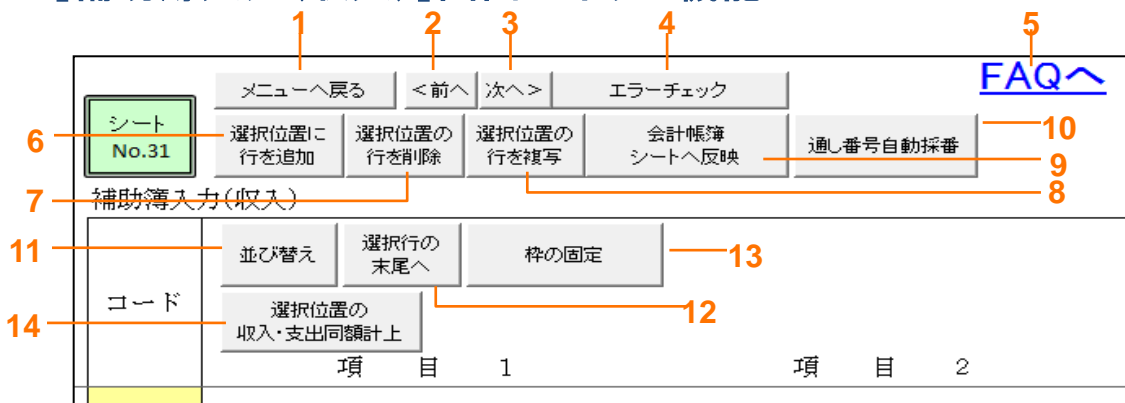 1 2 3 4 5
メニューへ戻る <前へ 次へ> エラーチェック FAQへ
シート
No.31
6 選択位置に
行を追加
選択位置の
行を削除
選択位置の
行を複写
会計帳簿
シートへ反映
通し番号自動採番 10
9
7 8
補助簿入力(収入)
11 並び替え
選択行の
末尾へ
枠の固定 13
12
コード
14 選択位置の
収入・支出同額計上
項 目 1 項 目 2